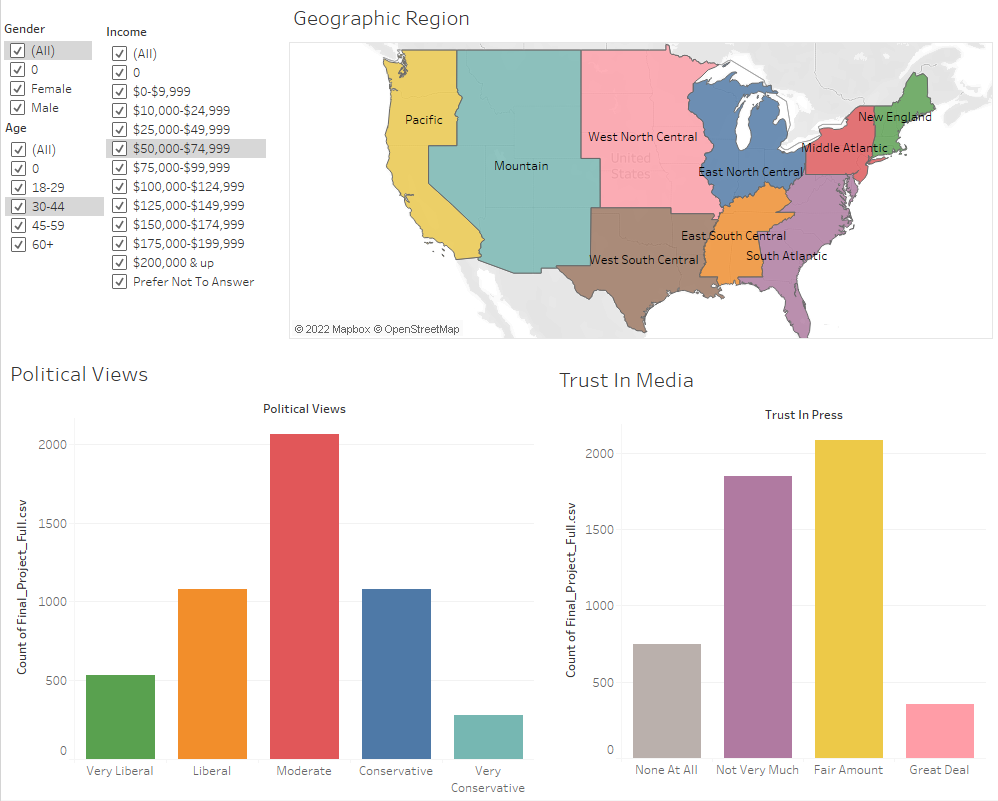 Geographic Region
Gender
(All)
0
Female
Male
Age
(All)
0
18-29
30-44
45-59
60+
Income
(All)
0
$0-$9,999
$10,000-$24,999
$25,000-$49,999
$50,000-$74,999
$75,000-$99,999
$100,000-$124,999
$125,000-$149,999
$150,000-$174,999
$175,000-$199,999
$200,000 & up
Prefer Not To Answer
Pacific
Mountain
West North Central
United
States
East North Central
New England
Middle Atlantic
East South Central
South Atlantic
West South Central
© 2022 Mapbox © OpenStreetMap
Political Views
Political Views
Count of Final_Project_Full.csv
2000
1500
1000
500
0
Very Liberal
Liberal
Moderate
Conservative
Very
Conservative
Trust In Media
Trust In Press
Count of Final_Project_Full.csv
2000
1500
1000
500
0
None At All
Not Very Much
Fair Amount
Great Deal